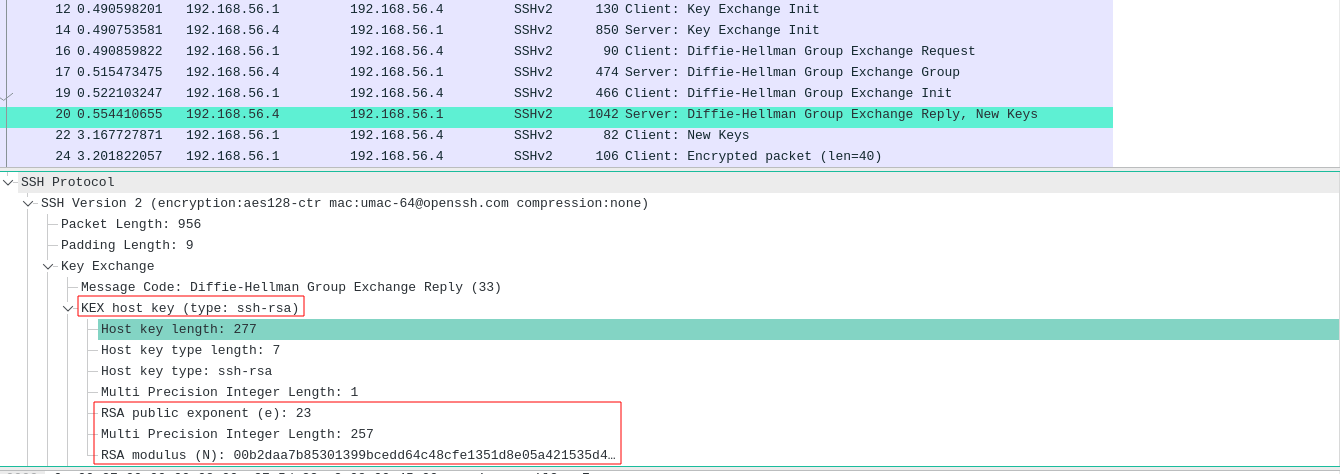 12 0.490598201 192.168.56.1 192.168.56.4 SSHv2 130 Client: Key Exchange Init
14 0.490753581 192.168.56.4 192.168.56.1 SSHv2 850 Server: Key Exchange Init
16 0.490859822 192.168.56.1 192.168.56.4 SSHv2 90 Client: Diffie-Hellman Group Exchange Request
17 0.515473475 192.168.56.4 192.168.56.1 SSHv2 474 Server: Diffie-Hellman Group Exchange Group
19 0.522103247 192.168.56.1 192.168.56.4 SSHv2 466 Client: Diffie-Hellman Group Exchange Init
20 0.554410655 192.168.56.4 192.168.56.1 SSHv2 1042 Server: Diffie-Hellman Group Exchange Reply, New Keys
22 3.167727871 192.168.56.1 192.168.56.4 SSHv2 82 Client: New Keys
24 3.201822057 192.168.56.1 192.168.56.4 SSHv2 106 Client: Encrypted packet (len=40)
SSH Protocol
SSH Version 2 (encryption:aes128-ctr mac:umac-64@openssh.com compression:none)
Packet Length: 956
Padding Length: 9
Key Exchange
Message Code: Diffie-Hellman Group Exchange Reply (33)
KEX host key (type: ssh-rsa)
Host key length: 277
Host key type length: 7
Host key type: ssh-rsa
Multi Precision Integer Length: 1
RSA public exponent (e): 23
Multi Precision Integer Length: 257
RSA modulus (N): 00b2daa7b85301399bcedd64c48cfe1351d8e05a421535d4…